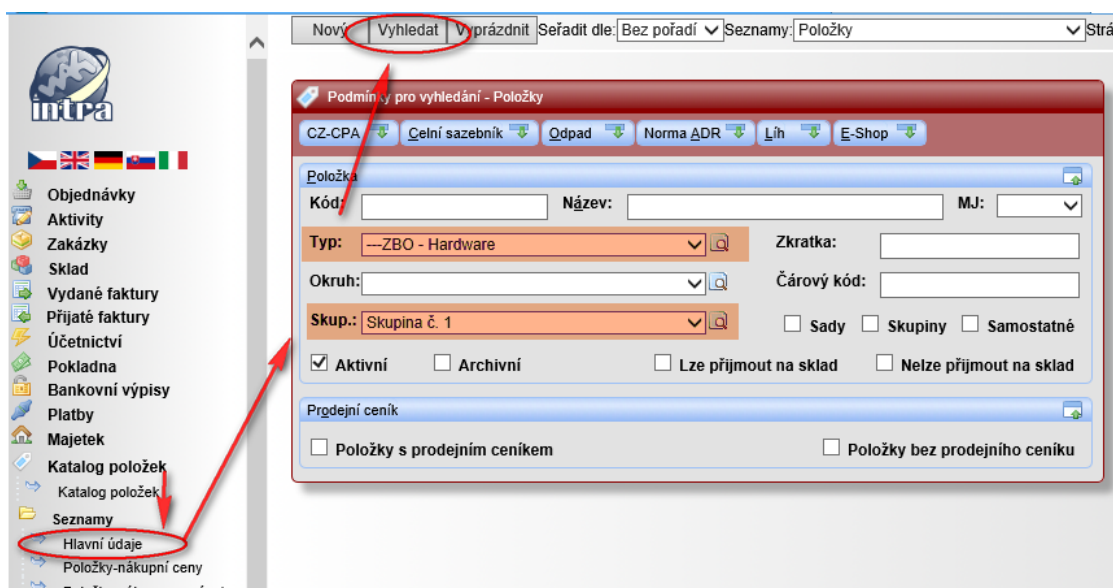 Nový Vyhledat Vyprázdnit Seřadit dle: Bez pořadí Seznamy: Položky Strá
intra
Objednávky
Aktivity
Zakázky
Sklad
Vydané faktury
Přijaté faktury
Účetnictví
Pokladna
Bankovní výpisy
Platby
Majetek
Katalog položek
Katalog položek
Seznamy
Hlavní údaje
Položky-nákupní ceny
Podmínky pro vyhledání - Položky
CZ-CPA Celní sazebník Odpad Norma ADR Líh E-Shop
Položka
Kód: Název: MJ:
Typ: ---ZBO - Hardware Zkratka:
Okruh: Čárový kód:
Skup.: Skupina č. 1 Sady Skupiny Samostatné
Aktivní Archivní Lze přijmout na sklad Nelze přijmout na sklad
Prodejní ceník
Položky s prodejním ceníkem Položky bez prodejního ceníku